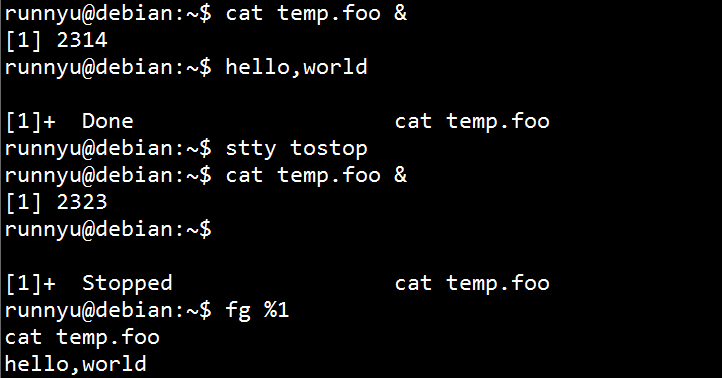 runnyu@debian:~$ cat temp.foo &
[1] 2314
runnyu@debian:~$ hello,world

[1]+  Done                    cat temp.foo
runnyu@debian:~$ stty tostop
runnyu@debian:~$ cat temp.foo &
[1] 2323
runnyu@debian:~$

[1]+  Stopped                 cat temp.foo
runnyu@debian:~$ fg %1
cat temp.foo
hello,world